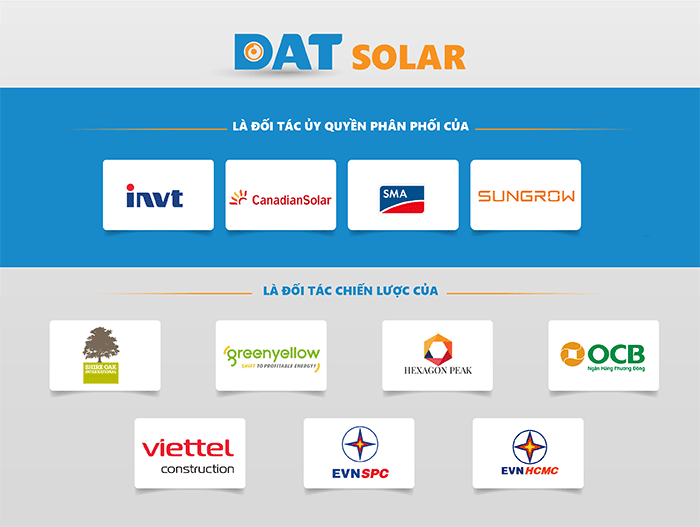 DAT SOLAR
LÀ ĐỐI TÁC ỦY QUYỀN PHÂN PHỐI CỦA
invt
CanadianSolar
SMA
SUNGROW
LÀ ĐỐI TÁC CHIẾN LƯỢC CỦA
SHIRE OAK
INTERNATIONAL
greenyellow
SHIFT TO PROFITABLE ENERGY!
HEXAGON PEAK
OCB
Ngân Hàng Phương Đông
viettel
construction
EVNSPC
EVNHCMC